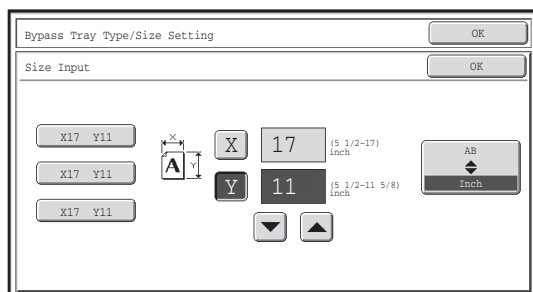 Bypass Tray Type/Size Setting OK
Size Input OK
X17 Y11
X17 Y11
X17 Y11
X
A Y
X 17 (5 1/2-17)
inch
Y 11 (5 1/2-11 5/8)
inch
AB
Inch